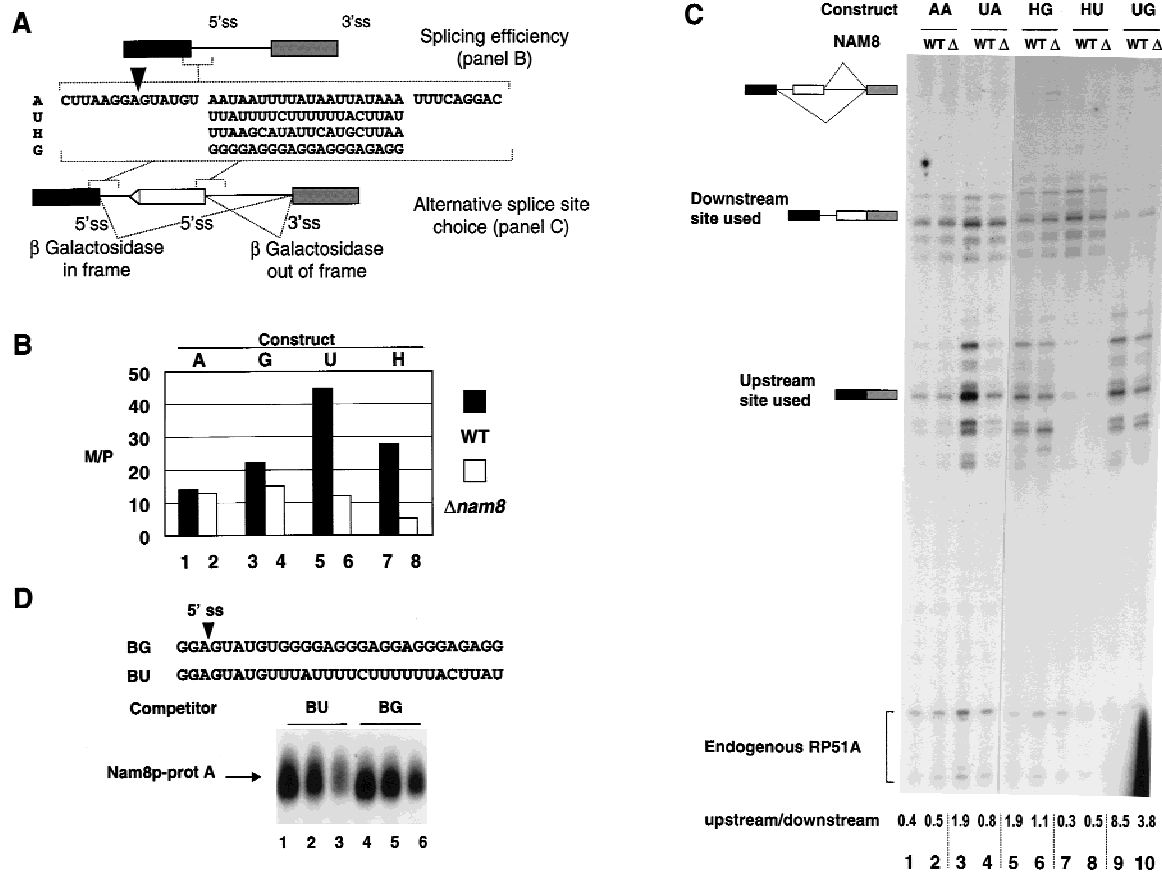 A
5'ss 3'ss
Splicing efficiency
(panel B)
A CUUAAGGAGUAUGU AAUAAUUUUAUAAUUAUAAA UUUCAGGAC
U UUAUUUUCUUUUUUACUUAU
H UUAAGCAUAUUCAUGCUUAA
G GGGGAGGGAGGAGGGAGAGG
5'ss 5'ss 3'ss
Alternative splice site
choice (panel C)
β Galactosidase
in frame
β Galactosidase
out of frame
B
Construct
A G U H
50
40
30
20
10
0
M/P
WT
Δnam8
1 2 3 4 5 6 7 8
D
5' ss
BG GGAGUAUGUGGGGAGGGAGGAGGGAGAGG
BU GGAGUAUGUUUAUUUUCUUUUUUACUUAU
Competitor BU BG
Nam8p-prot A
1 2 3 4 5 6
C
Construct AA UA HG HU UG
NAM8 WT Δ WT Δ WT Δ WT Δ WT Δ
Downstream
site used
Upstream
site used
Endogenous RP51A
upstream/downstream 0.4 0.5 1.9 0.8 1.9 1.1 0.3 0.5 8.5 3.8
1 2 3 4 5 6 7 8 9 10